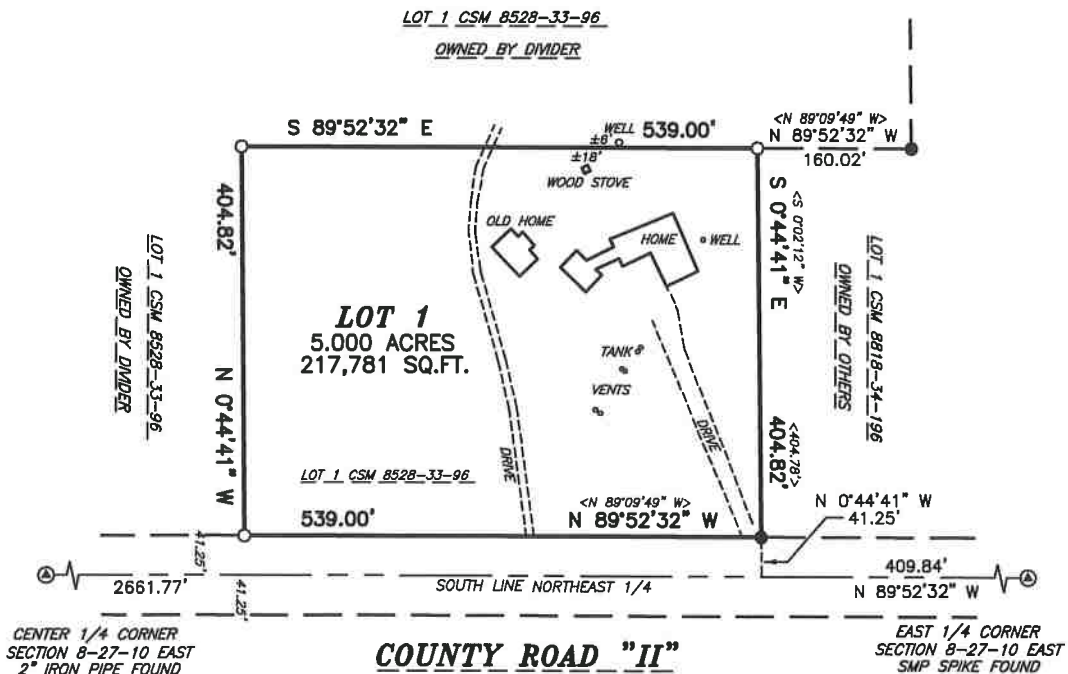 LOT 1 CSM 8528-33-96
OWNED BY DIVIDER
S 89°52'32" E
WELL
539.00'
±6'
±18'
WOOD STOVE
<N 89°09'49" W>
N 89°52'32" W
160.02'
404.82'
N 0°44'41" W
LOT 1 CSM 8528-33-96
OWNED BY DIVIDER
OLD HOME
HOME
WELL
S 0°44'41" E
<S 0°02'12" W>
LOT 1 CSM 8818-34-196
OWNED BY OTHERS
LOT 1
5.000 ACRES
217,781 SQ.FT.
TANK
VENTS
DRIVE
DRIVE
404.82'
<404.78'>
LOT 1 CSM 8528-33-96
539.00'
<N 89°09'49" W>
N 89°52'32" W
N 0°44'41" W
41.25'
41.25'
41.25'
2661.77'
SOUTH LINE NORTHEAST 1/4
409.84'
N 89°52'32" W
CENTER 1/4 CORNER
SECTION 8-27-10 EAST
2" IRON PIPE FOUND
COUNTY ROAD "II"
EAST 1/4 CORNER
SECTION 8-27-10 EAST
SMP SPIKE FOUND